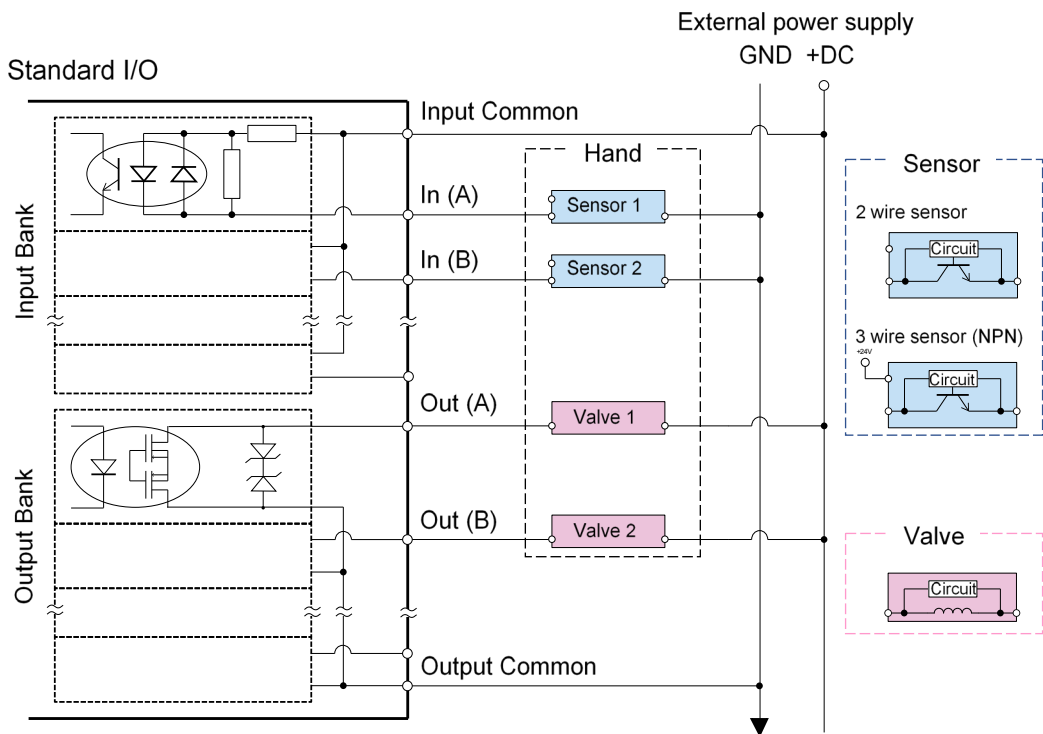 External power supply
GND +DC
Standard I/O
Input Common
Hand
Sensor
In (A)
Sensor 1
2 wire sensor
Circuit
Input Bank
In (B)
Sensor 2
3 wire sensor (NPN)
+24V
Circuit
Out (A)
Valve 1
Output Bank
Out (B)
Valve 2
Valve
Circuit
Output Common